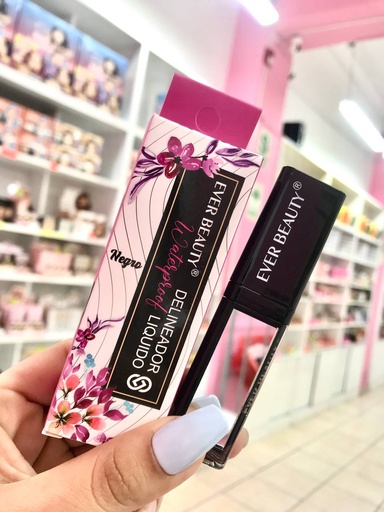 EVER BEAUTY®
Waterproof
DELINEADOR
LIQUIDO
Negro
EVER BEAUTY®